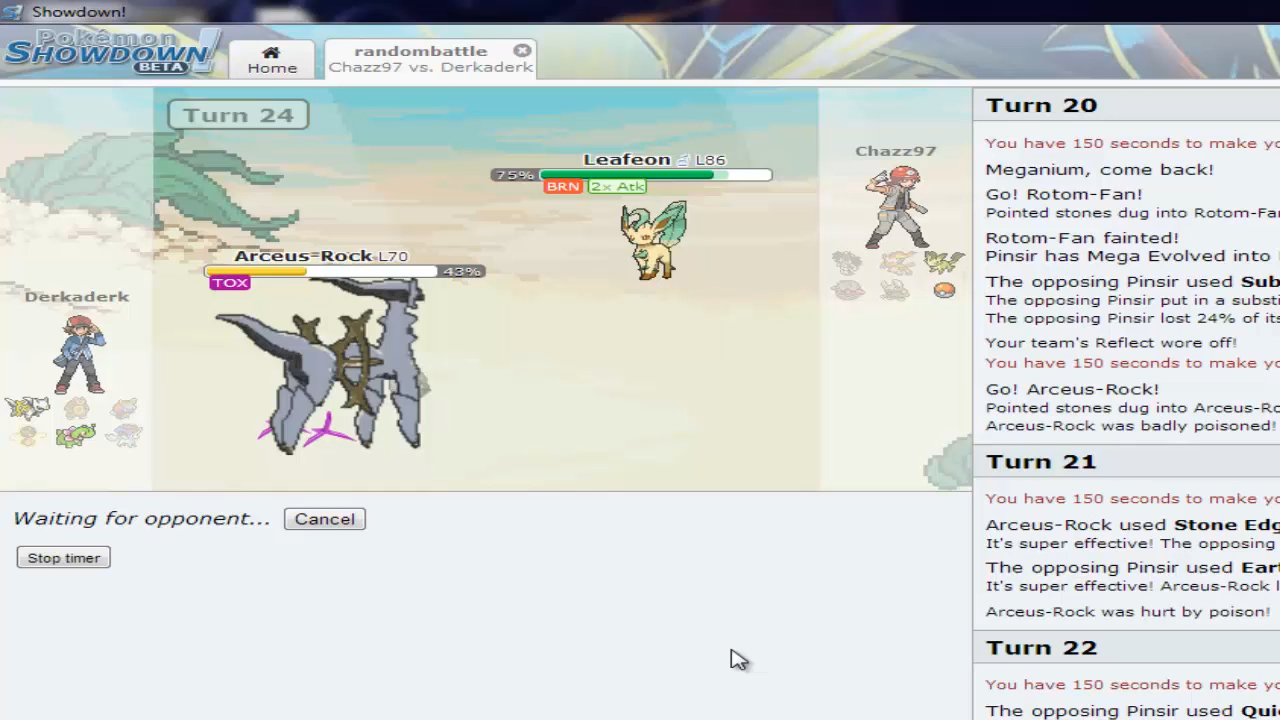 Showdown!
Pokémon
SHOWDOWN!
BETA
Home
randombattle
Chazz97 vs. Derkaderk
Turn 24
Leafeon L86
75%
BRN 2x Atk
Arceus-Rock L70
43%
TOX
Derkaderk
Chazz97
Waiting for opponent... Cancel
Stop timer
Turn 20
You have 150 seconds to make yo
Meganium, come back!
Go! Rotom-Fan!
Pointed stones dug into Rotom-Fan
Rotom-Fan fainted!
Pinsir has Mega Evolved into
The opposing Pinsir used Sub
The opposing Pinsir put in a substi
The opposing Pinsir lost 24% of its
Your team's Reflect wore off!
You have 150 seconds to make yo
Go! Arceus-Rock!
Pointed stones dug into Arceus-Ro
Arceus-Rock was badly poisoned!
Turn 21
You have 150 seconds to make yo
Arceus-Rock used Stone Edg
It's super effective! The opposing
The opposing Pinsir used Eart
It's super effective! Arceus-Rock l
Arceus-Rock was hurt by poison!
Turn 22
You have 150 seconds to make yo
The opposing Pinsir used Quic